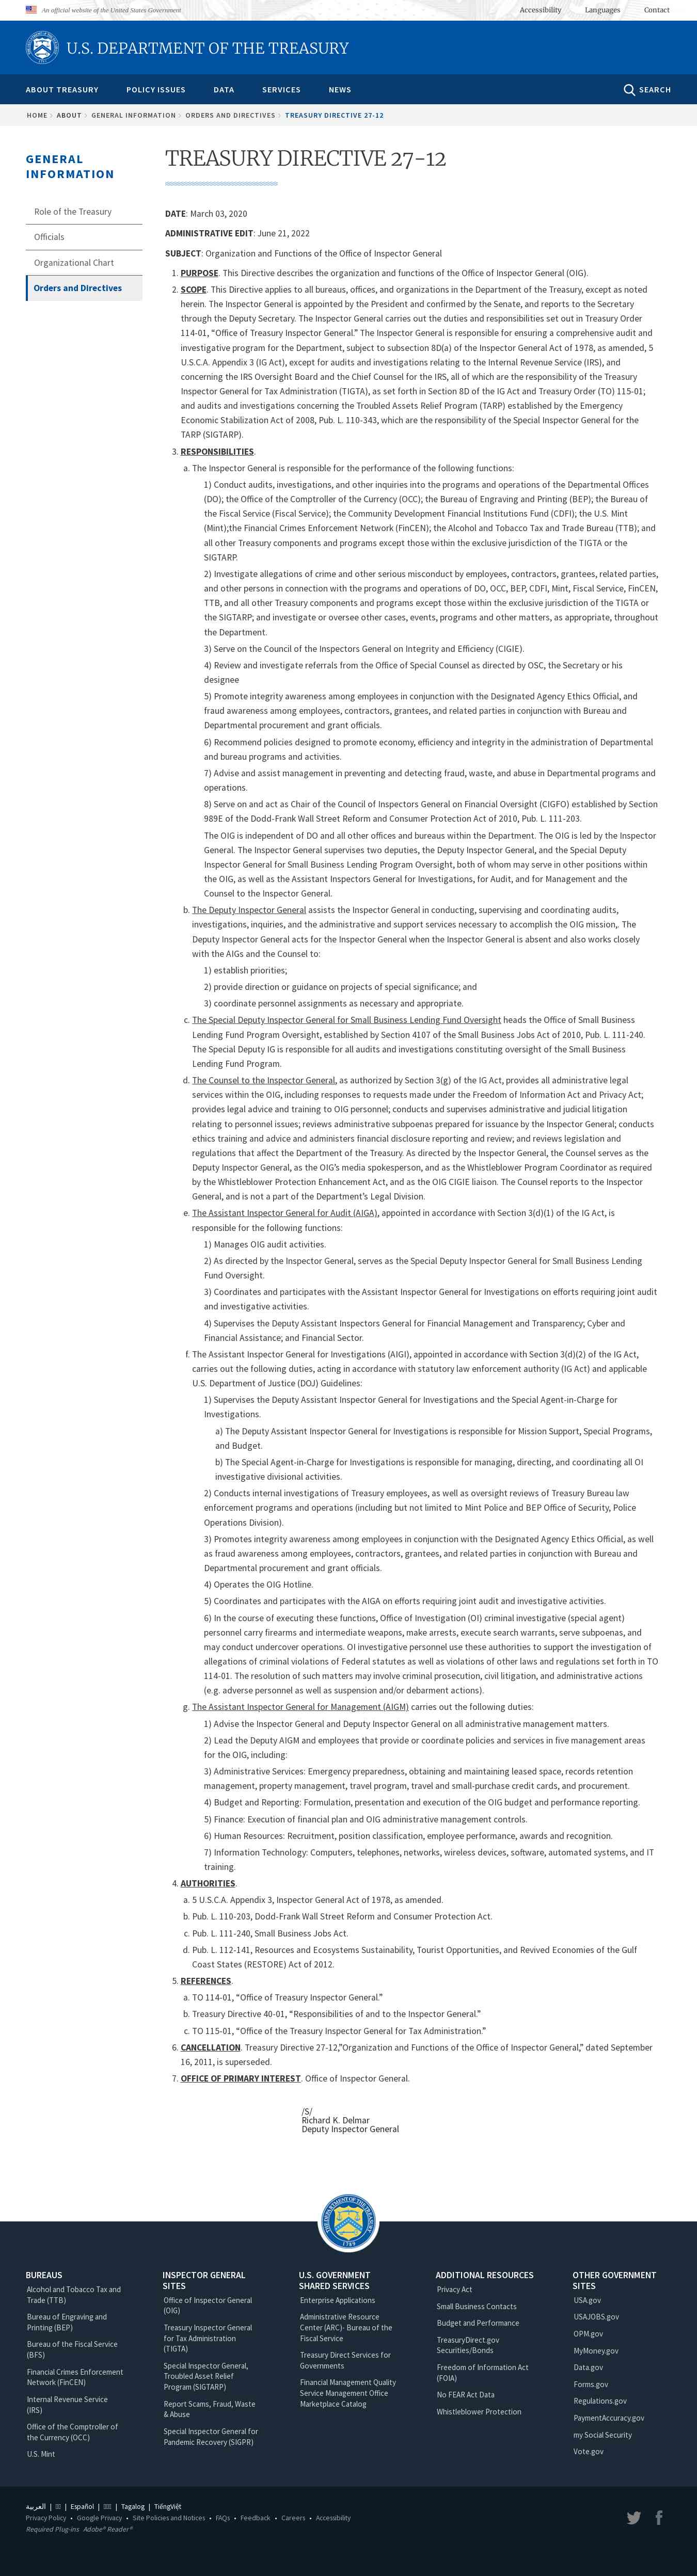 An official website of the United States Government
Accessibility
Languages
Contact
U.S. DEPARTMENT OF THE TREASURY
ABOUT TREASURY
POLICY ISSUES
DATA
SERVICES
NEWS
SEARCH
HOME
ABOUT
GENERAL INFORMATION
ORDERS AND DIRECTIVES
TREASURY DIRECTIVE 27-12
GENERAL
INFORMATION
Role of the Treasury
Officials
Organizational Chart
Orders and Directives
TREASURY DIRECTIVE 27-12
DATE: March 03, 2020
ADMINISTRATIVE EDIT: June 21, 2022
SUBJECT: Organization and Functions of the Office of Inspector General
1. PURPOSE. This Directive describes the organization and functions of the Office of Inspector General (OIG).
2. SCOPE. This Directive applies to all bureaus, offices, and organizations in the Department of the Treasury, except as noted
herein. The Inspector General is appointed by the President and confirmed by the Senate, and reports to the Secretary
through the Deputy Secretary. The Inspector General carries out the duties and responsibilities set out in Treasury Order
114-01, “Office of Treasury Inspector General.” The Inspector General is responsible for ensuring a comprehensive audit and
investigative program for the Department, subject to subsection 8D(a) of the Inspector General Act of 1978, as amended, 5
U.S.C.A. Appendix 3 (IG Act), except for audits and investigations relating to the Internal Revenue Service (IRS), and
concerning the IRS Oversight Board and the Chief Counsel for the IRS, all of which are the responsibility of the Treasury
Inspector General for Tax Administration (TIGTA), as set forth in Section 8D of the IG Act and Treasury Order (TO) 115-01;
and audits and investigations concerning the Troubled Assets Relief Program (TARP) established by the Emergency
Economic Stabilization Act of 2008, Pub. L. 110-343, which are the responsibility of the Special Inspector General for the
TARP (SIGTARP).
3. RESPONSIBILITIES.
a. The Inspector General is responsible for the performance of the following functions:
1) Conduct audits, investigations, and other inquiries into the programs and operations of the Departmental Offices
(DO); the Office of the Comptroller of the Currency (OCC); the Bureau of Engraving and Printing (BEP); the Bureau of
the Fiscal Service (Fiscal Service); the Community Development Financial Institutions Fund (CDFI); the U.S. Mint
(Mint);the Financial Crimes Enforcement Network (FinCEN); the Alcohol and Tobacco Tax and Trade Bureau (TTB); and
all other Treasury components and programs except those within the exclusive jurisdiction of the TIGTA or the
SIGTARP.
2) Investigate allegations of crime and other serious misconduct by employees, contractors, grantees, related parties,
and other persons in connection with the programs and operations of DO, OCC, BEP, CDFI, Mint, Fiscal Service, FinCEN,
TTB, and all other Treasury components and programs except those within the exclusive jurisdiction of the TIGTA or
the SIGTARP; and investigate or oversee other cases, events, programs and other matters, as appropriate, throughout
the Department.
3) Serve on the Council of the Inspectors General on Integrity and Efficiency (CIGIE).
4) Review and investigate referrals from the Office of Special Counsel as directed by OSC, the Secretary or his
designee
5) Promote integrity awareness among employees in conjunction with the Designated Agency Ethics Official, and
fraud awareness among employees, contractors, grantees, and related parties in conjunction with Bureau and
Departmental procurement and grant officials.
6) Recommend policies designed to promote economy, efficiency and integrity in the administration of Departmental
and bureau programs and activities.
7) Advise and assist management in preventing and detecting fraud, waste, and abuse in Departmental programs and
operations.
8) Serve on and act as Chair of the Council of Inspectors General on Financial Oversight (CIGFO) established by Section
989E of the Dodd-Frank Wall Street Reform and Consumer Protection Act of 2010, Pub. L. 111-203.
The OIG is independent of DO and all other offices and bureaus within the Department. The OIG is led by the Inspector
General. The Inspector General supervises two deputies, the Deputy Inspector General, and the Special Deputy
Inspector General for Small Business Lending Program Oversight, both of whom may serve in other positions within
the OIG, as well as the Assistant Inspectors General for Investigations, for Audit, and for Management and the
Counsel to the Inspector General.
b. The Deputy Inspector General assists the Inspector General in conducting, supervising and coordinating audits,
investigations, inquiries, and the administrative and support services necessary to accomplish the OIG mission,. The
Deputy Inspector General acts for the Inspector General when the Inspector General is absent and also works closely
with the AIGs and the Counsel to:
1) establish priorities;
2) provide direction or guidance on projects of special significance; and
3) coordinate personnel assignments as necessary and appropriate.
c. The Special Deputy Inspector General for Small Business Lending Fund Oversight heads the Office of Small Business
Lending Fund Program Oversight, established by Section 4107 of the Small Business Jobs Act of 2010, Pub. L. 111-240.
The Special Deputy IG is responsible for all audits and investigations constituting oversight of the Small Business
Lending Fund Program.
d. The Counsel to the Inspector General, as authorized by Section 3(g) of the IG Act, provides all administrative legal
services within the OIG, including responses to requests made under the Freedom of Information Act and Privacy Act;
provides legal advice and training to OIG personnel; conducts and supervises administrative and judicial litigation
relating to personnel issues; reviews administrative subpoenas prepared for issuance by the Inspector General; conducts
ethics training and advice and administers financial disclosure reporting and review; and reviews legislation and
regulations that affect the Department of the Treasury. As directed by the Inspector General, the Counsel serves as the
Deputy Inspector General, as the OIG’s media spokesperson, and as the Whistleblower Program Coordinator as required
by the Whistleblower Protection Enhancement Act, and as the OIG CIGIE liaison. The Counsel reports to the Inspector
General, and is not a part of the Department’s Legal Division.
e. The Assistant Inspector General for Audit (AIGA), appointed in accordance with Section 3(d)(1) of the IG Act, is
responsible for the following functions:
1) Manages OIG audit activities.
2) As directed by the Inspector General, serves as the Special Deputy Inspector General for Small Business Lending
Fund Oversight.
3) Coordinates and participates with the Assistant Inspector General for Investigations on efforts requiring joint audit
and investigative activities.
4) Supervises the Deputy Assistant Inspectors General for Financial Management and Transparency; Cyber and
Financial Assistance; and Financial Sector.
f. The Assistant Inspector General for Investigations (AIGI), appointed in accordance with Section 3(d)(2) of the IG Act,
carries out the following duties, acting in accordance with statutory law enforcement authority (IG Act) and applicable
U.S. Department of Justice (DOJ) Guidelines:
1) Supervises the Deputy Assistant Inspector General for Investigations and the Special Agent-in-Charge for
Investigations.
a) The Deputy Assistant Inspector General for Investigations is responsible for Mission Support, Special Programs,
and Budget.
b) The Special Agent-in-Charge for Investigations is responsible for managing, directing, and coordinating all OI
investigative divisional activities.
2) Conducts internal investigations of Treasury employees, as well as oversight reviews of Treasury Bureau law
enforcement programs and operations (including but not limited to Mint Police and BEP Office of Security, Police
Operations Division).
3) Promotes integrity awareness among employees in conjunction with the Designated Agency Ethics Official, as well
as fraud awareness among employees, contractors, grantees, and related parties in conjunction with Bureau and
Departmental procurement and grant officials.
4) Operates the OIG Hotline.
5) Coordinates and participates with the AIGA on efforts requiring joint audit and investigative activities.
6) In the course of executing these functions, Office of Investigation (OI) criminal investigative (special agent)
personnel carry firearms and intermediate weapons, make arrests, execute search warrants, serve subpoenas, and
may conduct undercover operations. OI investigative personnel use these authorities to support the investigation of
allegations of criminal violations of Federal statutes as well as violations of other laws and regulations set forth in TO
114-01. The resolution of such matters may involve criminal prosecution, civil litigation, and administrative actions
(e.g. adverse personnel as well as suspension and/or debarment actions).
g. The Assistant Inspector General for Management (AIGM) carries out the following duties:
1) Advise the Inspector General and Deputy Inspector General on all administrative management matters.
2) Lead the Deputy AIGM and employees that provide or coordinate policies and services in five management areas
for the OIG, including:
3) Administrative Services: Emergency preparedness, obtaining and maintaining leased space, records retention
management, property management, travel program, travel and small-purchase credit cards, and procurement.
4) Budget and Reporting: Formulation, presentation and execution of the OIG budget and performance reporting.
5) Finance: Execution of financial plan and OIG administrative management controls.
6) Human Resources: Recruitment, position classification, employee performance, awards and recognition.
7) Information Technology: Computers, telephones, networks, wireless devices, software, automated systems, and IT
training.
4. AUTHORITIES.
a. 5 U.S.C.A. Appendix 3, Inspector General Act of 1978, as amended.
b. Pub. L. 110-203, Dodd-Frank Wall Street Reform and Consumer Protection Act.
c. Pub. L. 111-240, Small Business Jobs Act.
d. Pub. L. 112-141, Resources and Ecosystems Sustainability, Tourist Opportunities, and Revived Economies of the Gulf
Coast States (RESTORE) Act of 2012.
5. REFERENCES.
a. TO 114-01, “Office of Treasury Inspector General.”
b. Treasury Directive 40-01, “Responsibilities of and to the Inspector General.”
c. TO 115-01, “Office of the Treasury Inspector General for Tax Administration.”
6. CANCELLATION. Treasury Directive 27-12,”Organization and Functions of the Office of Inspector General,” dated September
16, 2011, is superseded.
7. OFFICE OF PRIMARY INTEREST. Office of Inspector General.
/S/
Richard K. Delmar
Deputy Inspector General
BUREAUS
Alcohol and Tobacco Tax and
Trade (TTB)
Bureau of Engraving and
Printing (BEP)
Bureau of the Fiscal Service
(BFS)
Financial Crimes Enforcement
Network (FinCEN)
Internal Revenue Service
(IRS)
Office of the Comptroller of
the Currency (OCC)
U.S. Mint
INSPECTOR GENERAL
SITES
Office of Inspector General
(OIG)
Treasury Inspector General
for Tax Administration
(TIGTA)
Special Inspector General,
Troubled Asset Relief
Program (SIGTARP)
Report Scams, Fraud, Waste
& Abuse
Special Inspector General for
Pandemic Recovery (SIGPR)
U.S. GOVERNMENT
SHARED SERVICES
Enterprise Applications
Administrative Resource
Center (ARC)- Bureau of the
Fiscal Service
Treasury Direct Services for
Governments
Financial Management Quality
Service Management Office
Marketplace Catalog
ADDITIONAL RESOURCES
Privacy Act
Small Business Contacts
Budget and Performance
TreasuryDirect.gov
Securities/Bonds
Freedom of Information Act
(FOIA)
No FEAR Act Data
Whistleblower Protection
OTHER GOVERNMENT
SITES
USA.gov
USAJOBS.gov
OPM.gov
MyMoney.gov
Data.gov
Forms.gov
Regulations.gov
PaymentAccuracy.gov
my Social Security
Vote.gov
العربية | | Español | | Tagalog | TiếngViệt
Privacy Policy • Google Privacy • Site Policies and Notices • FAQs • Feedback • Careers • Accessibility
Required Plug-ins Adobe® Reader®